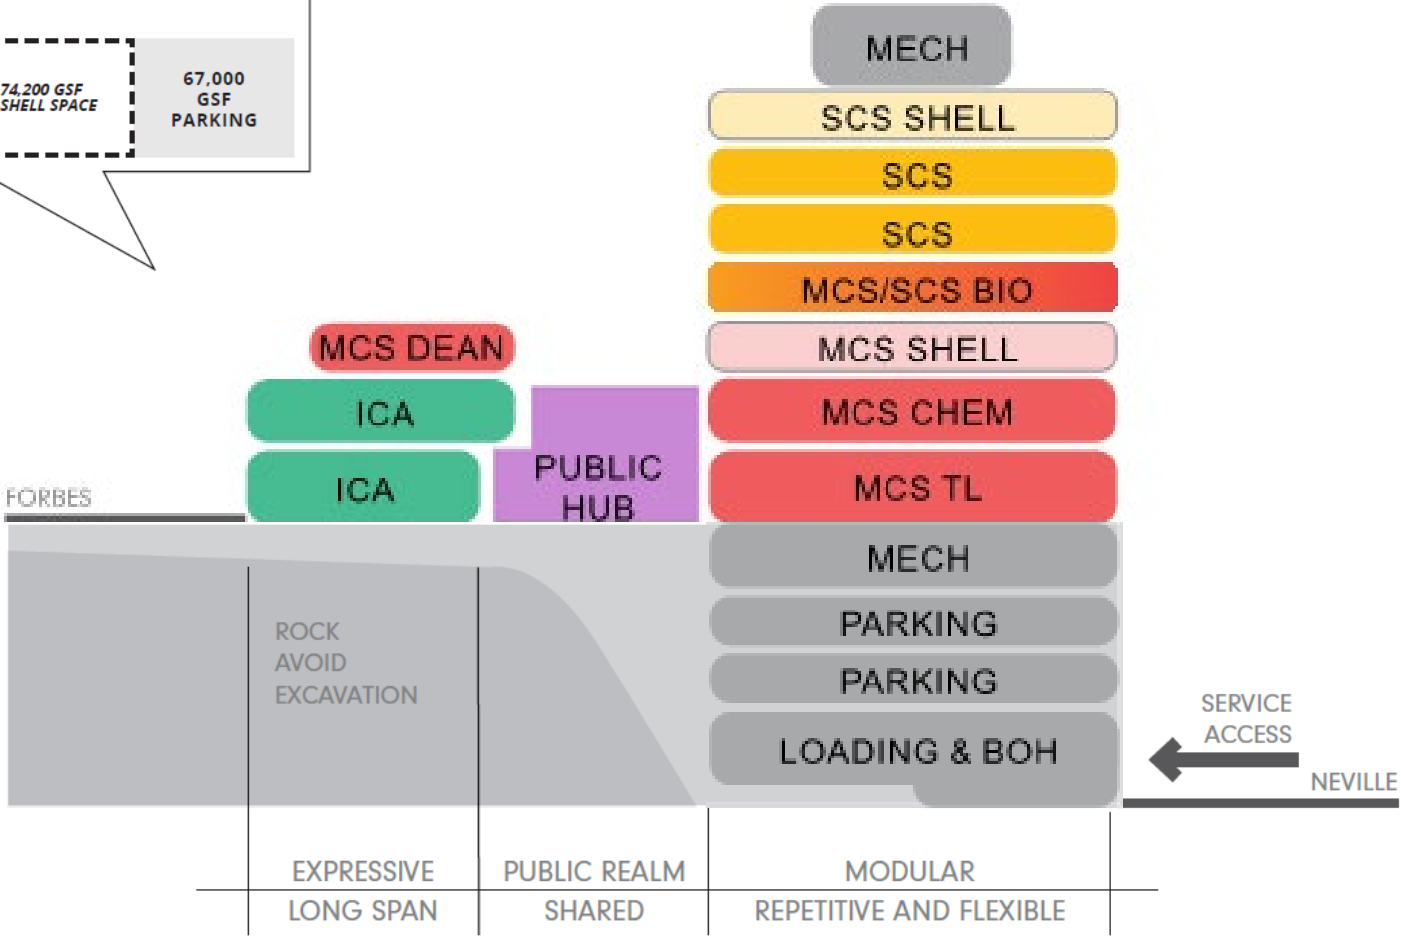 74,200 GSF
SHELL SPACE
67,000
GSF
PARKING
MECH
SCS SHELL
SCS
SCS
MCS/SCS BIO
MCS DEAN
MCS SHELL
ICA
MCS CHEM
ICA
PUBLIC
HUB
MCS TL
FORBES
MECH
ROCK
AVOID
EXCAVATION
PARKING
PARKING
LOADING & BOH
SERVICE
ACCESS
NEVILLE
EXPRESSIVE
LONG SPAN
PUBLIC REALM
SHARED
MODULAR
REPETITIVE AND FLEXIBLE